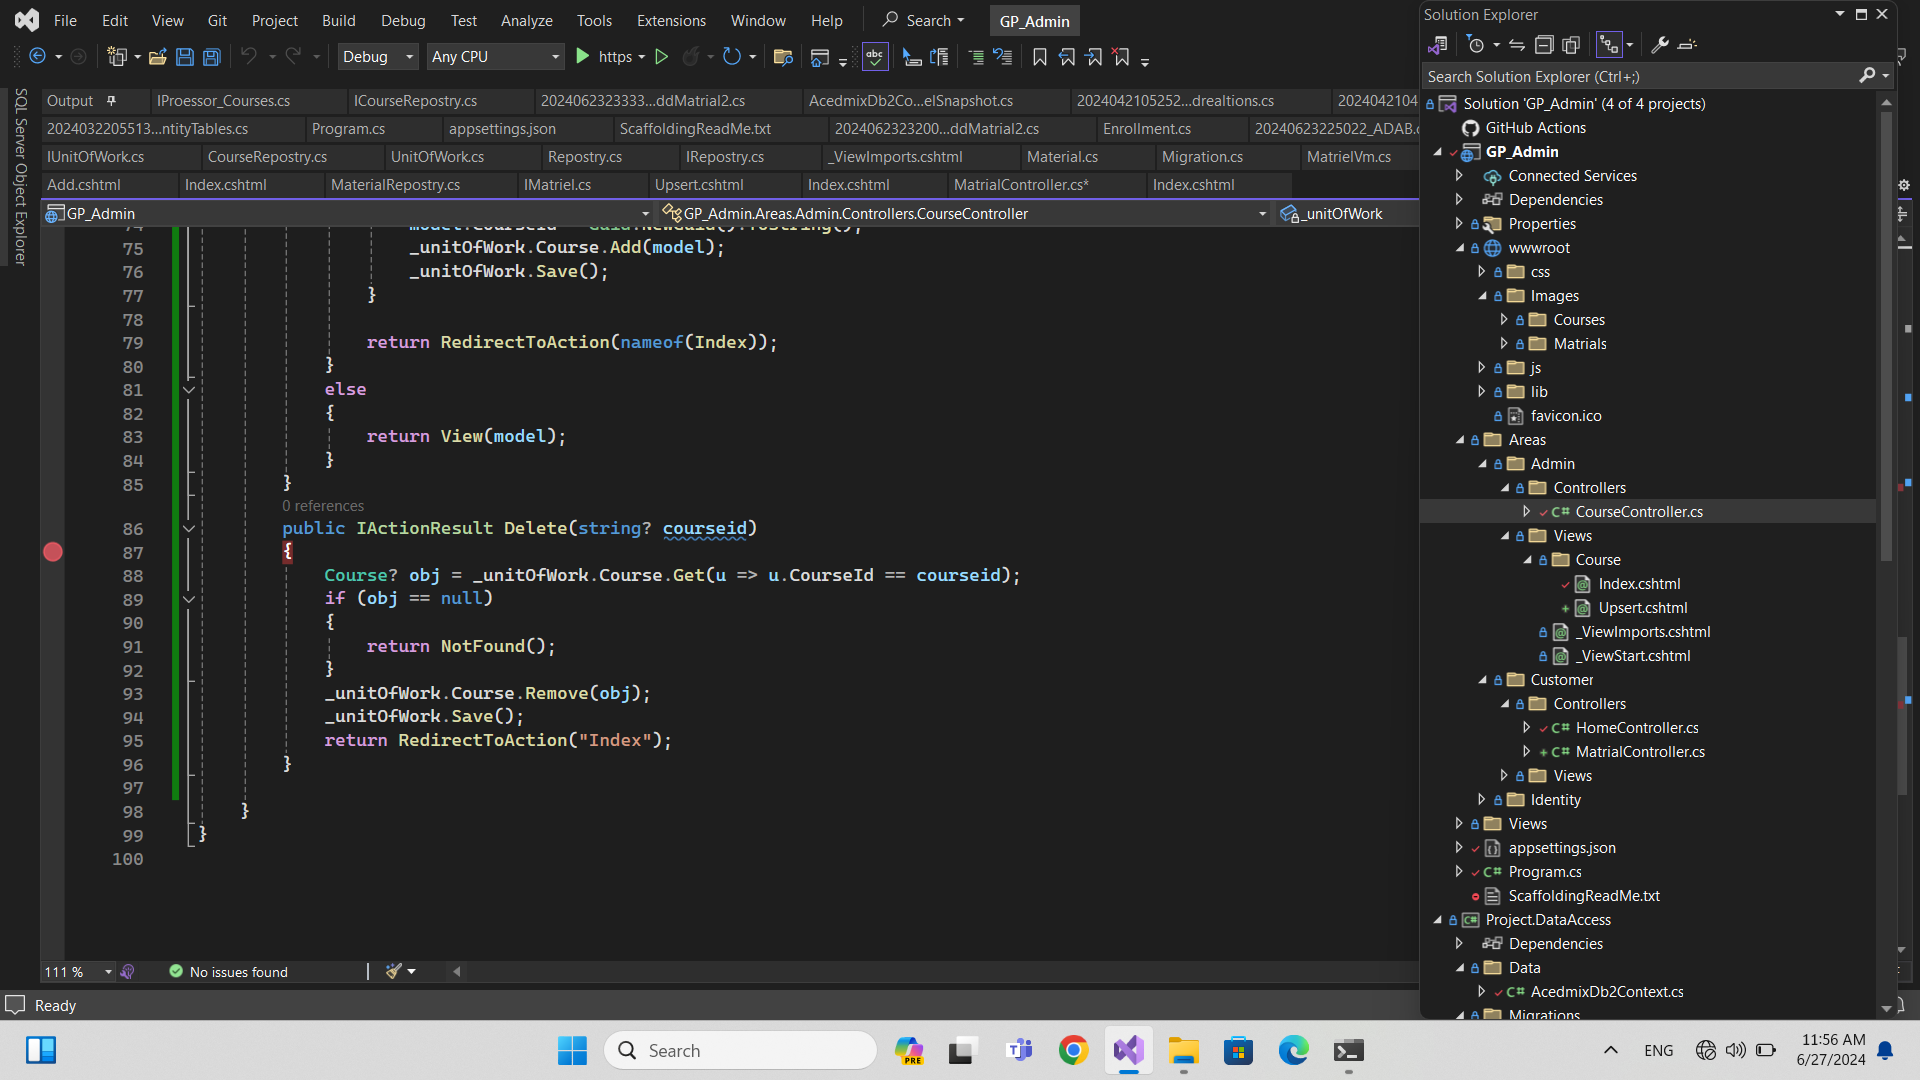 File Edit View Git Project Build Debug Test Analyze Tools Extensions Window Help Search GP_Admin
Debug Any CPU https
SQL Server Object Explorer
Output IProessor_Courses.cs ICourseRepostry.cs 2024062323333...ddMatrial2.cs AcedmixDb2Co...elSnapshot.cs 2024042105252...drealtions.cs 2024042104
2024032205513...ntityTables.cs Program.cs appsettings.json ScaffoldingReadMe.txt 2024062323200...ddMatrial2.cs Enrollment.cs 20240623225022_ADAB.c
IUnitOfWork.cs CourseRepostry.cs UnitOfWork.cs Repostry.cs IRepostry.cs _ViewImports.cshtml Material.cs Migration.cs MatrielVm.cs
Add.cshtml Index.cshtml MaterialRepostry.cs IMatriel.cs Upsert.cshtml Index.cshtml MatrialController.cs* Index.cshtml
GP_Admin GP_Admin.Areas.Admin.Controllers.CourseController _unitOfWork
74 model.CourseId = Guid.NewGuid().ToString();
75 _unitOfWork.Course.Add(model);
76 _unitOfWork.Save();
77 }
78
79 return RedirectToAction(nameof(Index));
80 }
81 else
82 {
83 return View(model);
84 }
85 }
0 references
86 public IActionResult Delete(string? courseid)
87 {
88 Course? obj = _unitOfWork.Course.Get(u => u.CourseId == courseid);
89 if (obj == null)
90 {
91 return NotFound();
92 }
93 _unitOfWork.Course.Remove(obj);
94 _unitOfWork.Save();
95 return RedirectToAction("Index");
96 }
97
98 }
99 }
100
111 % No issues found
Ready
Solution Explorer
Search Solution Explorer (Ctrl+;)
Solution 'GP_Admin' (4 of 4 projects)
GitHub Actions
GP_Admin
Connected Services
Dependencies
Properties
wwwroot
css
Images
Courses
Matrials
js
lib
favicon.ico
Areas
Admin
Controllers
C# CourseController.cs
Views
Course
Index.cshtml
Upsert.cshtml
_ViewImports.cshtml
_ViewStart.cshtml
Customer
Controllers
C# HomeController.cs
C# MatrialController.cs
Views
Identity
Views
appsettings.json
C# Program.cs
ScaffoldingReadMe.txt
C# Project.DataAccess
Dependencies
Data
C# AcedmixDb2Context.cs
Migrations
Search
PRE
ENG
11:56 AM
6/27/2024